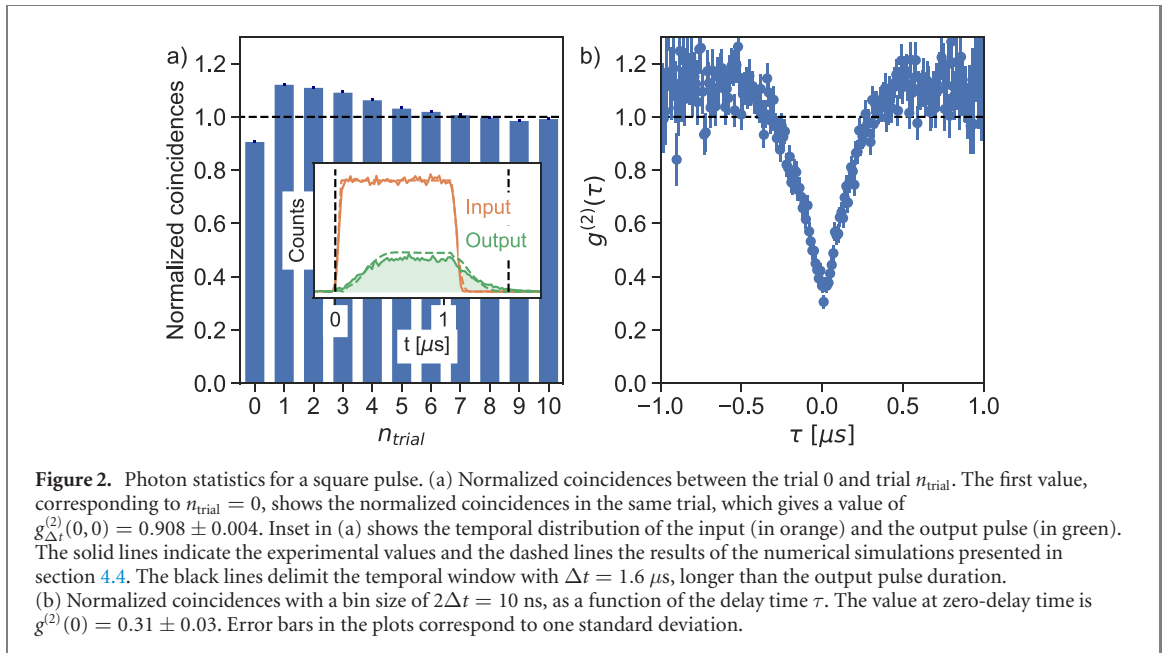 a)
Normalized coincidences
1.2
1.0
0.8
0.6
0.4
0.2
0.0
Counts
Input
Output
0
1
t [μs]
0 1 2 3 4 5 6 7 8 9 10
n_trial
b)
g^(2)(τ)
1.2
1.0
0.8
0.6
0.4
0.2
0.0
−1.0 −0.5 0.0 0.5 1.0
τ [μs]
Figure 2. Photon statistics for a square pulse. (a) Normalized coincidences between the trial 0 and trial n_trial. The first value,
corresponding to n_trial = 0, shows the normalized coincidences in the same trial, which gives a value of
g^(2)_Δt(0, 0) = 0.908 ± 0.004. Inset in (a) shows the temporal distribution of the input (in orange) and the output pulse (in green).
The solid lines indicate the experimental values and the dashed lines the results of the numerical simulations presented in
section 4.4. The black lines delimit the temporal window with Δt = 1.6 μs, longer than the output pulse duration.
(b) Normalized coincidences with a bin size of 2Δt = 10 ns, as a function of the delay time τ. The value at zero-delay time is
g^(2)(0) = 0.31 ± 0.03. Error bars in the plots correspond to one standard deviation.